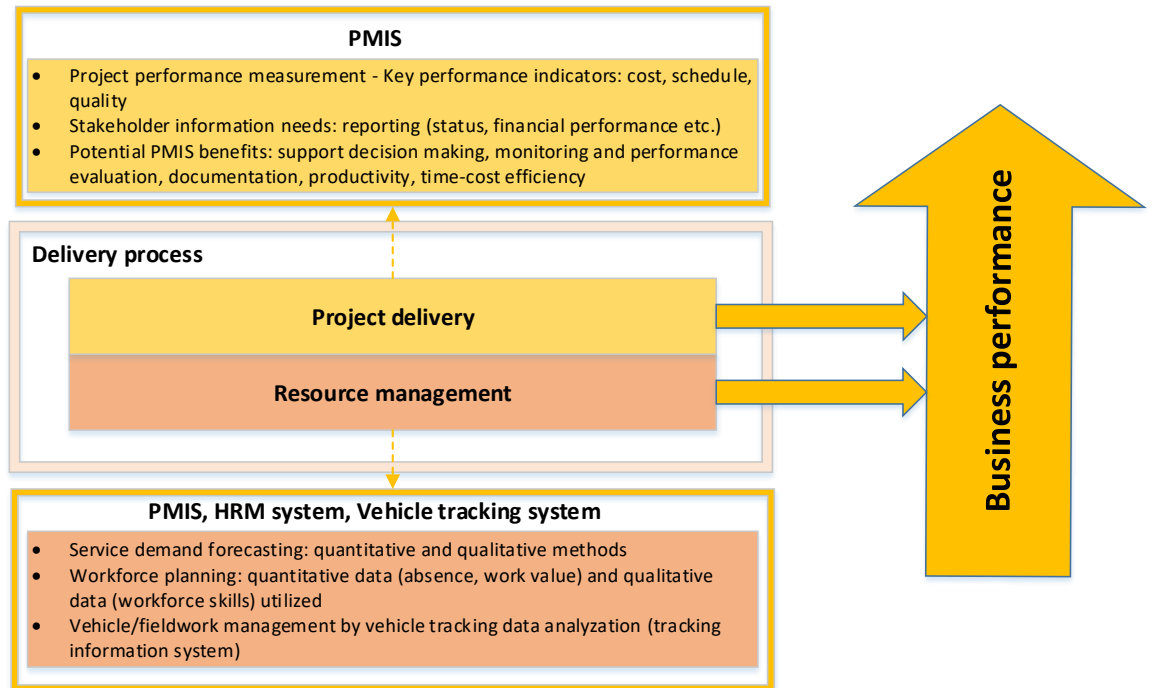 PMIS
• Project performance measurement - Key performance indicators: cost, schedule,
quality
• Stakeholder information needs: reporting (status, financial performance etc.)
• Potential PMIS benefits: support decision making, monitoring and performance
evaluation, documentation, productivity, time-cost efficiency
Delivery process
Project delivery
Resource management
PMIS, HRM system, Vehicle tracking system
• Service demand forecasting: quantitative and qualitative methods
• Workforce planning: quantitative data (absence, work value) and qualitative
data (workforce skills) utilized
• Vehicle/fieldwork management by vehicle tracking data analyzation (tracking
information system)
Business performance